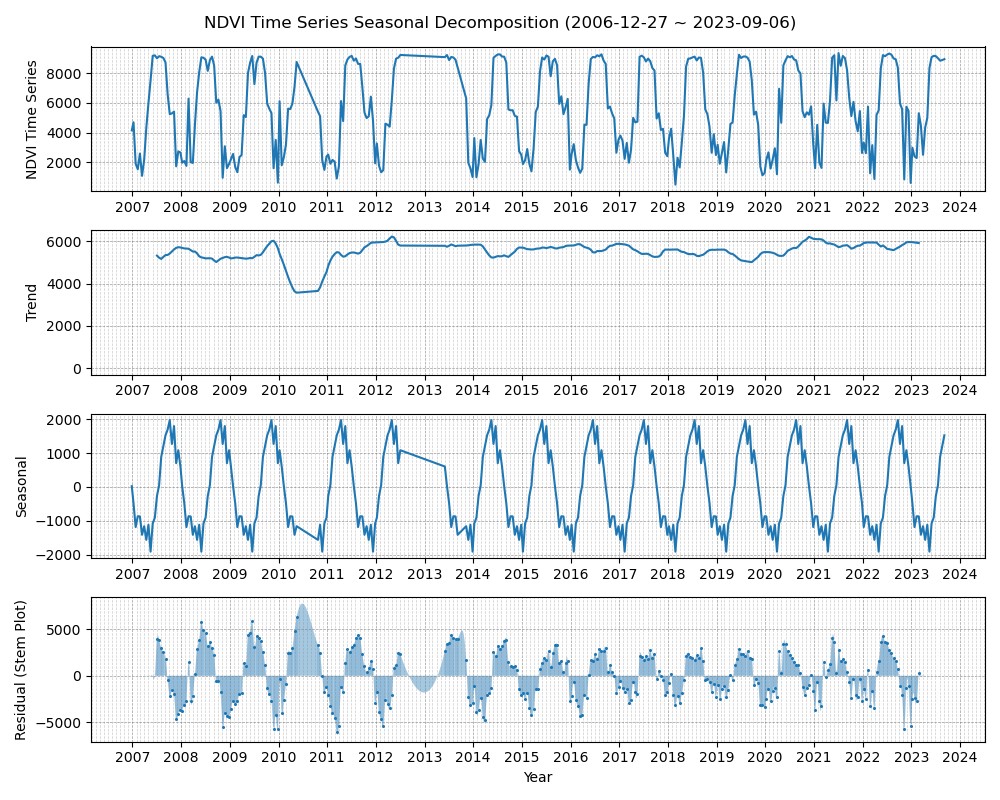 NDVI Time Series Seasonal Decomposition (2006-12-27 ~ 2023-09-06)
NDVI Time Series
8000
6000
4000
2000
2007 2008 2009 2010 2011 2012 2013 2014 2015 2016 2017 2018 2019 2020 2021 2022 2023 2024
Trend
6000
4000
2000
0
2007 2008 2009 2010 2011 2012 2013 2014 2015 2016 2017 2018 2019 2020 2021 2022 2023 2024
Seasonal
2000
1000
0
−1000
−2000
2007 2008 2009 2010 2011 2012 2013 2014 2015 2016 2017 2018 2019 2020 2021 2022 2023 2024
Residual (Stem Plot)
5000
0
−5000
2007 2008 2009 2010 2011 2012 2013 2014 2015 2016 2017 2018 2019 2020 2021 2022 2023 2024
Year